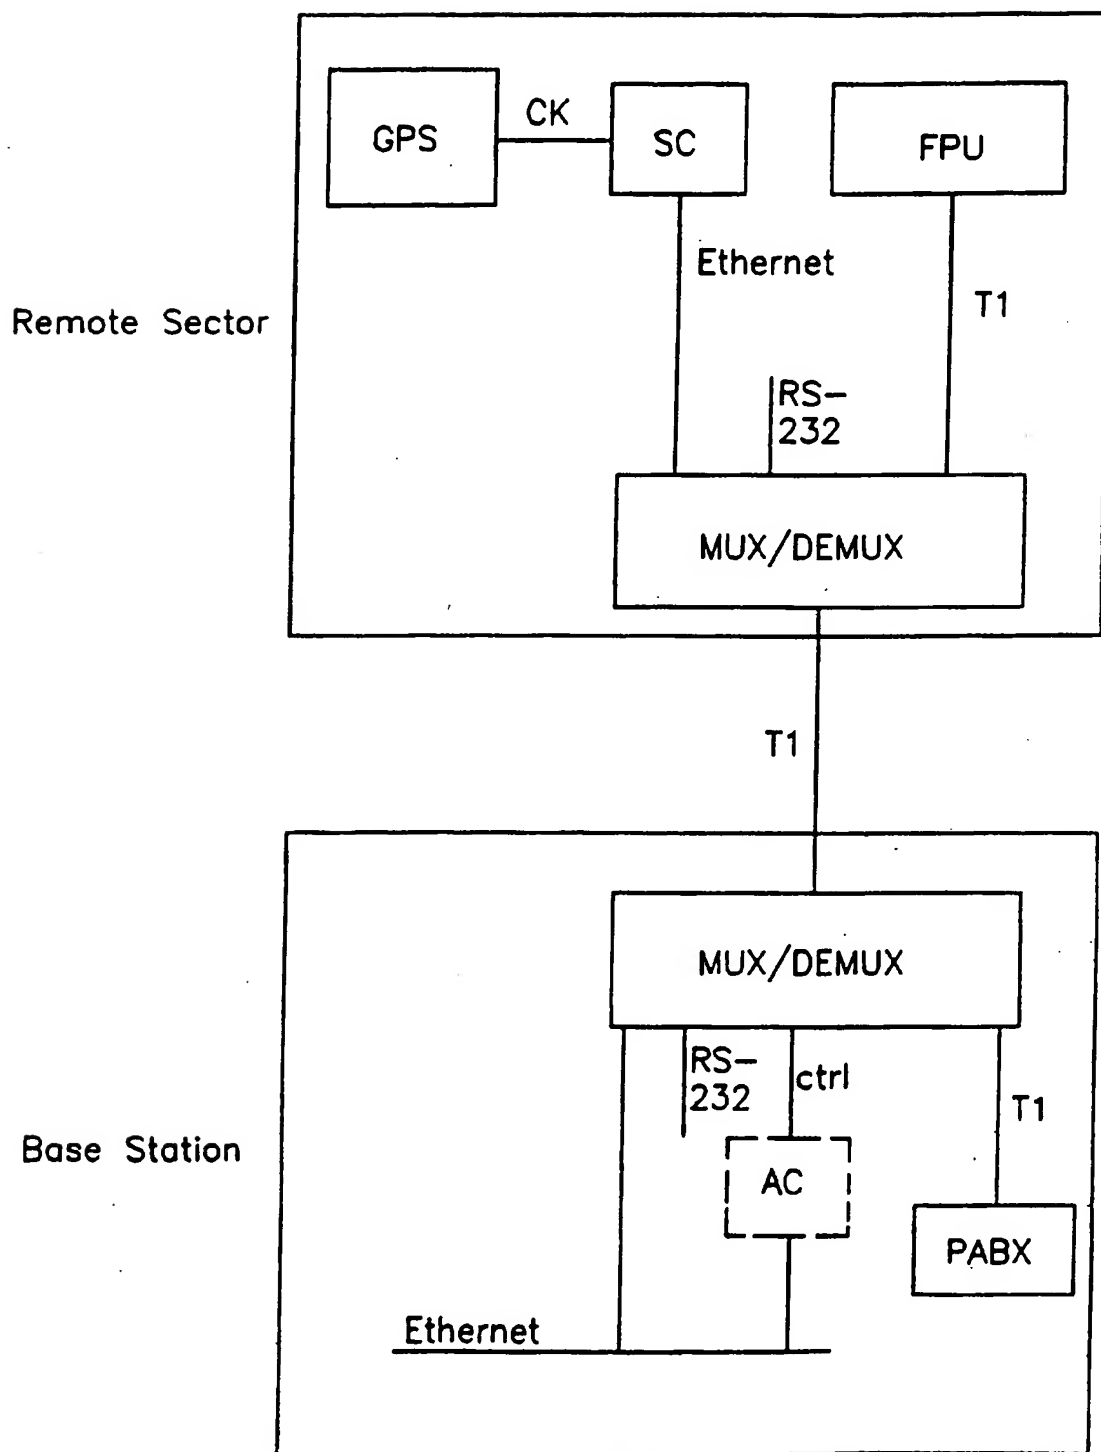 GPS
CK
SC
FPU
Ethernet
T1
Remote Sector
RS-
232
MUX/DEMUX
T1
MUX/DEMUX
RS-
232
ctrl
T1
Base Station
AC
PABX
Ethernet